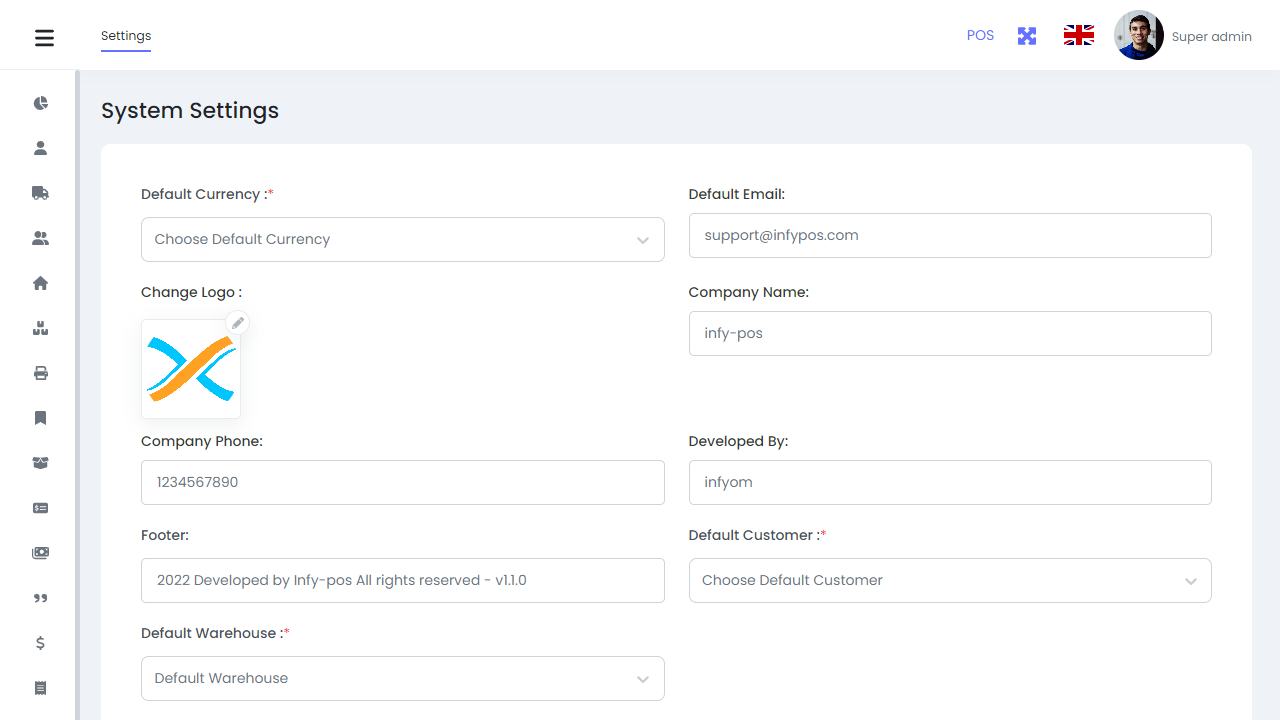 Settings
POS
Super admin
System Settings
Default Currency :*
Choose Default Currency
Default Email:
support@infypos.com
Change Logo :
Company Name:
infy-pos
Company Phone:
1234567890
Developed By:
infyom
Footer:
2022 Developed by Infy-pos All rights reserved - v1.1.0
Default Customer :*
Choose Default Customer
Default Warehouse :*
Default Warehouse